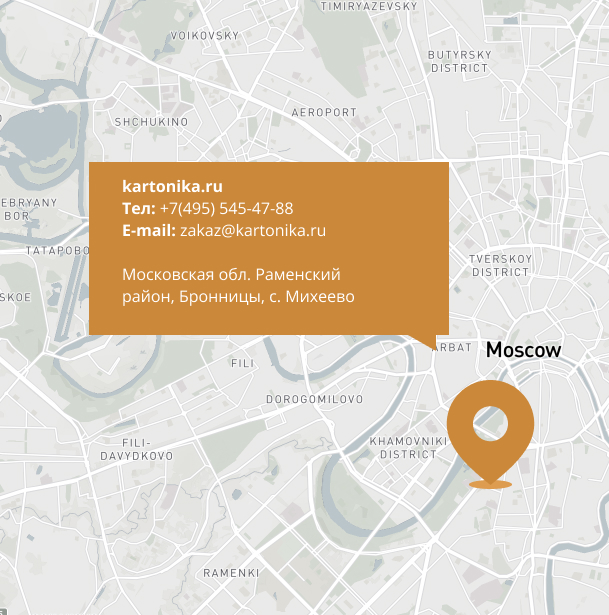 TIMIRYAZEVSKY
VOIKOVSKY
BUTYRSKY
DISTRICT
AEROPORT
SHCHUKINO
kartonika.ru
Тел: +7(495) 545-47-88
E-mail: zakaz@kartonika.ru
Московская обл. Раменский
район, Бронницы, с. Михеево
EBRYANY
BOR
TATAPOBO
TVERSKOY
DISTRICT
SKOE
ARBAT
Moscow
FILI
DOROGOMILOVO
KHAMOVNIKI
DISTRICT
FILI-
DAVYDKOVO
RAMENKI